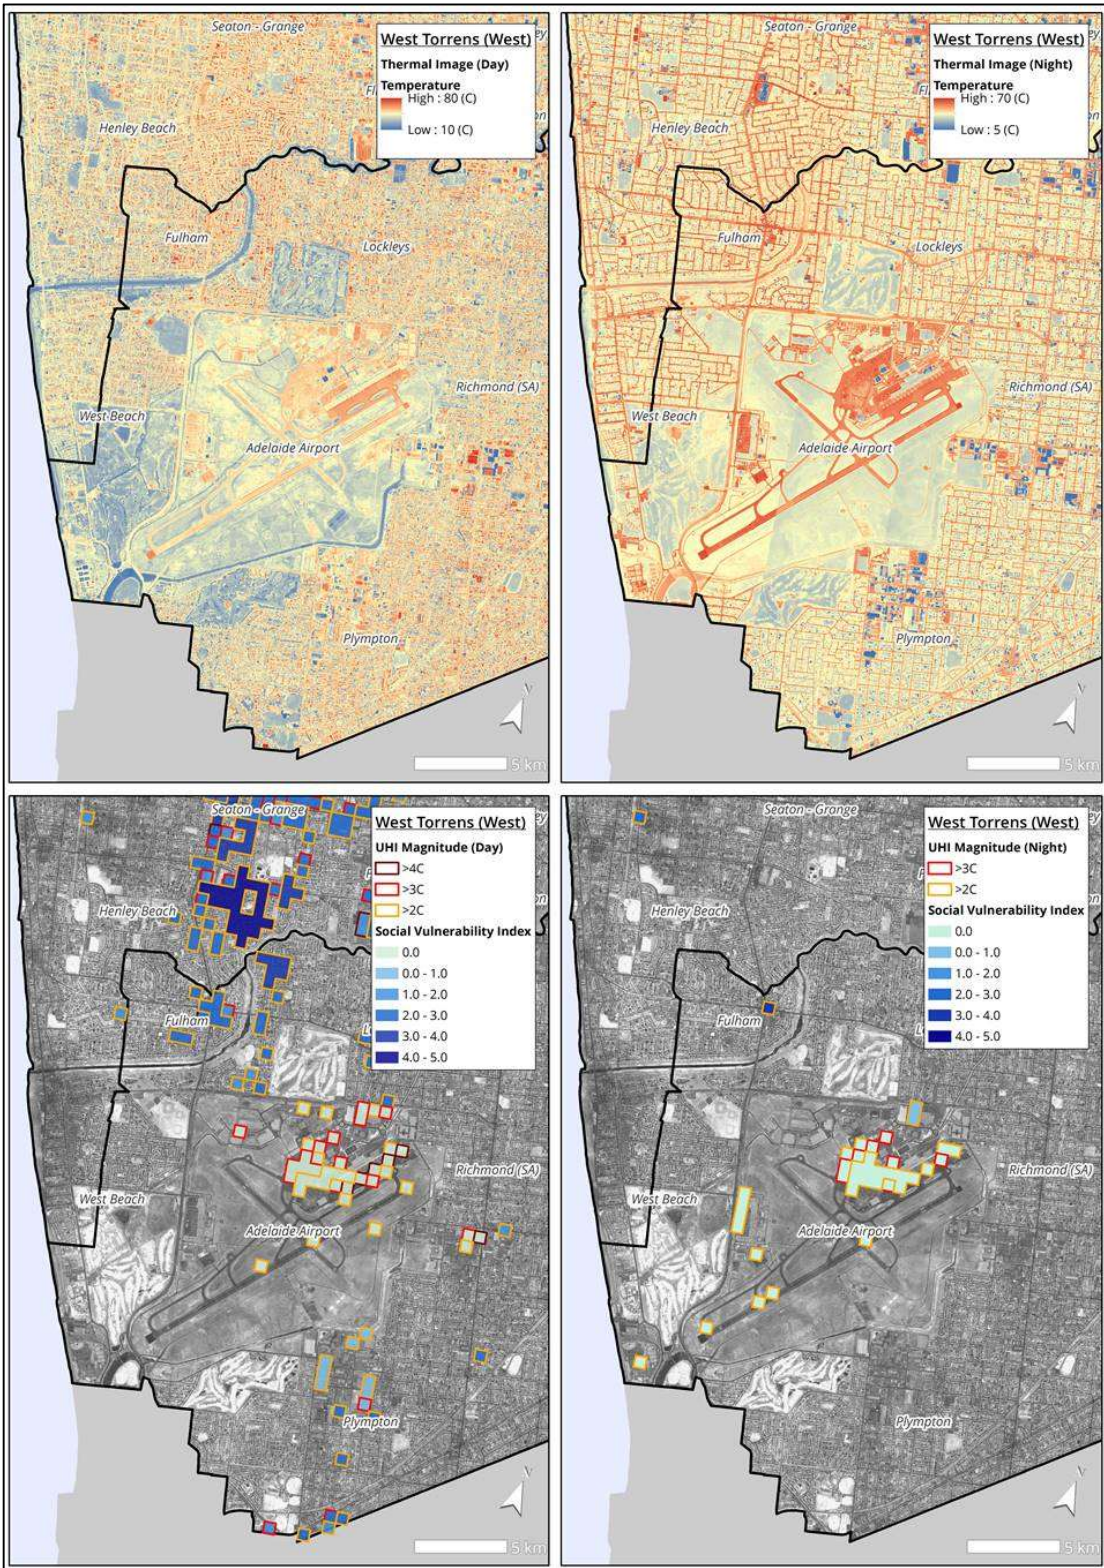 Seaton - Grange
West Torrens (West)
Thermal Image (Day)
Temperature
High : 80 (C)
Low : 10 (C)
Henley Beach
Fulham
Lockleys
Richmond (SA)
West Beach
Adelaide Airport
Plympton
5 km
Seaton - Grange
West Torrens (West)
Thermal Image (Night)
Temperature
High : 70 (C)
Low : 5 (C)
Henley Beach
Fulham
Lockleys
Richmond (SA)
West Beach
Adelaide Airport
Plympton
5 km
Seaton - Grange
West Torrens (West)
UHI Magnitude (Day)
>4C
>3C
>2C
Social Vulnerability Index
0.0
0.0 - 1.0
1.0 - 2.0
2.0 - 3.0
3.0 - 4.0
4.0 - 5.0
Henley Beach
Fulham
Richmond (SA)
West Beach
Adelaide Airport
Plympton
5 km
Seaton - Grange
West Torrens (West)
UHI Magnitude (Night)
>3C
>2C
Social Vulnerability Index
0.0
0.0 - 1.0
1.0 - 2.0
2.0 - 3.0
3.0 - 4.0
4.0 - 5.0
Henley Beach
Fulham
Richmond (SA)
West Beach
Adelaide Airport
Plympton
5 km